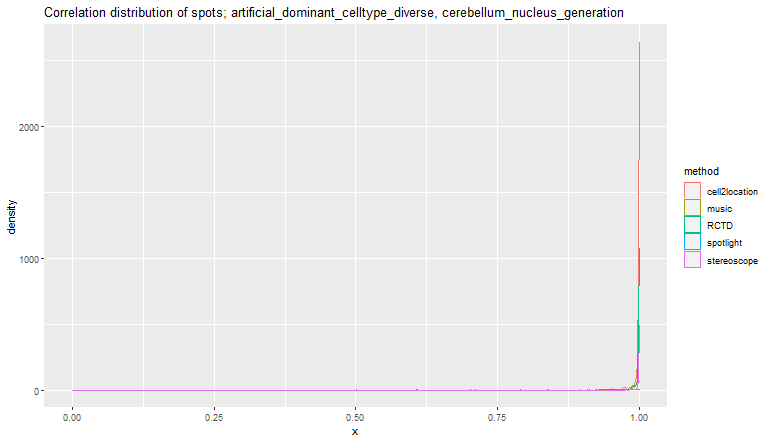 Correlation distribution of spots; artificial_dominant_celltype_diverse, cerebellum_nucleus_generation
density
2000
1000
0
0.00 0.25 0.50 0.75 1.00
x
method
cell2location
music
RCTD
spotlight
stereoscope